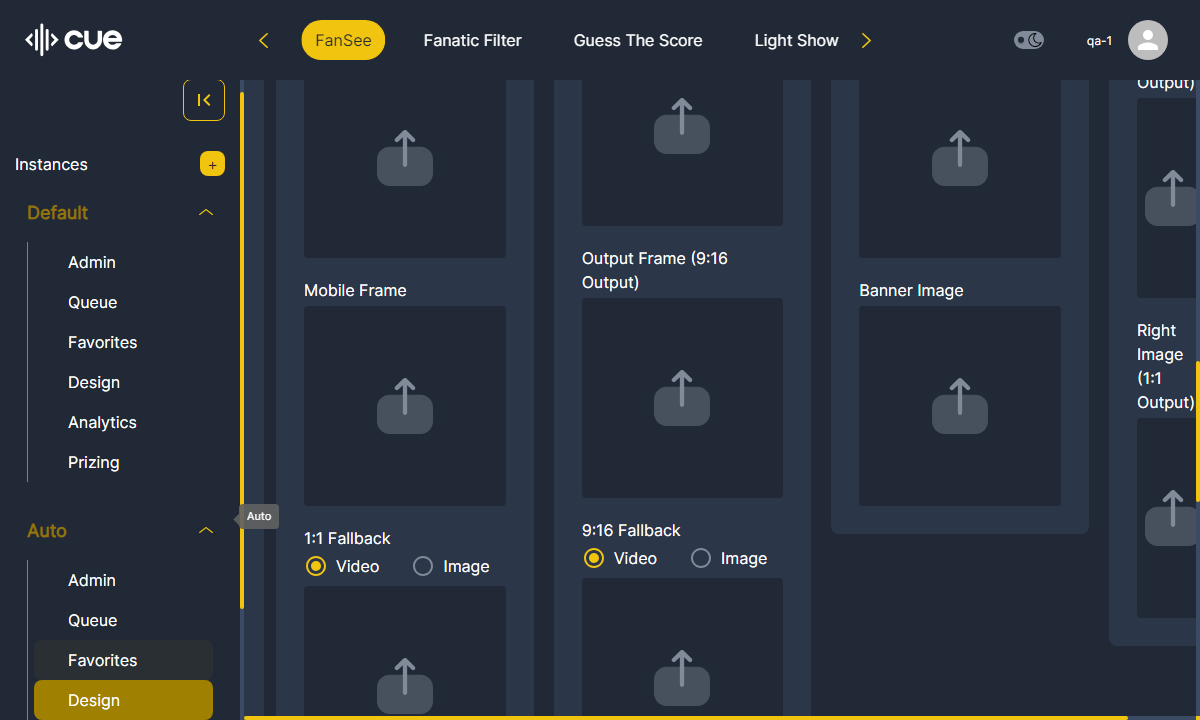 cue
FanSee
Fanatic Filter
Guess The Score
Light Show
qa-1
Instances
+
Default
Admin
Queue
Favorites
Design
Analytics
Prizing
Auto
Admin
Queue
Favorites
Design
Auto
Mobile Frame
1:1 Fallback
Video
Image
Output Frame (9:16
Output)
9:16 Fallback
Video
Image
Banner Image
Output)
Right
Image
(1:1
Output)